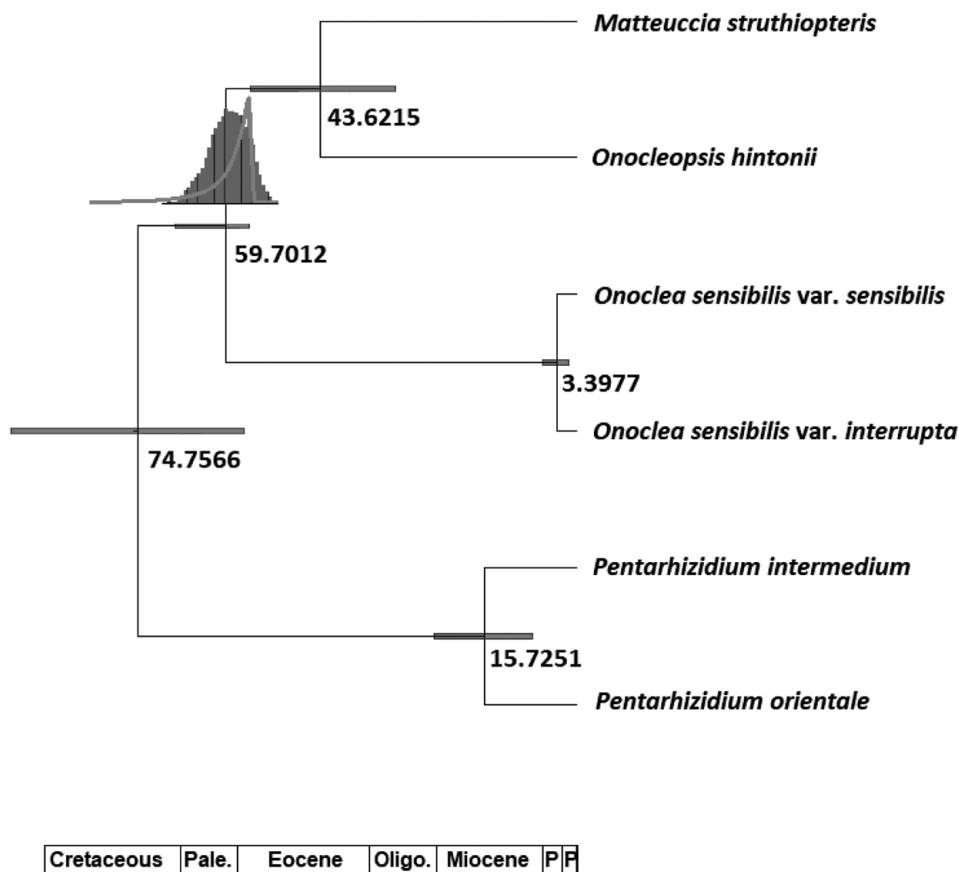 Matteuccia struthiopteris
43.6215
Onocleopsis hintonii
59.7012
Onoclea sensibilis var. sensibilis
3.3977
Onoclea sensibilis var. interrupta
74.7566
Pentarhizidium intermedium
15.7251
Pentarhizidium orientale
Cretaceous Pale. Eocene Oligo. Miocene P P